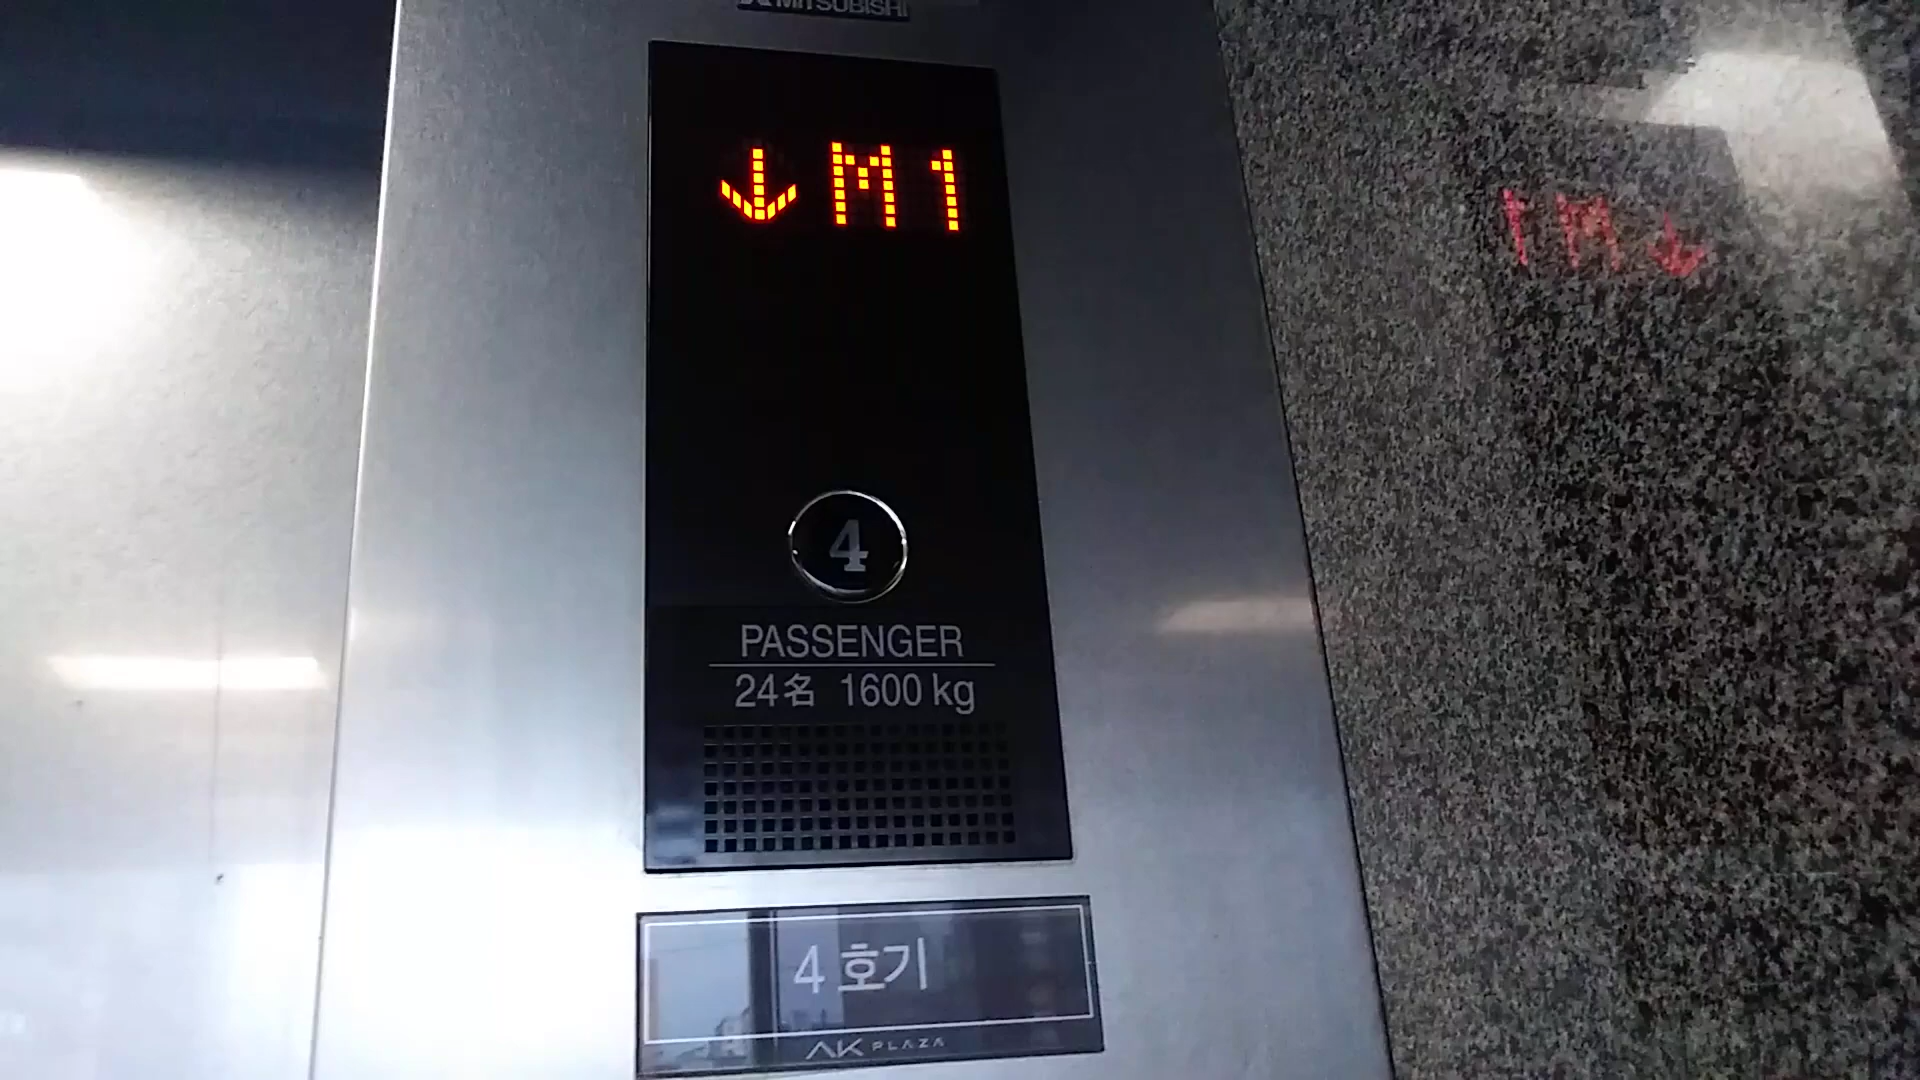 MITSUBISHI
↓ M1
4
PASSENGER
24名 1600 kg
4 호기
AK PLAZA